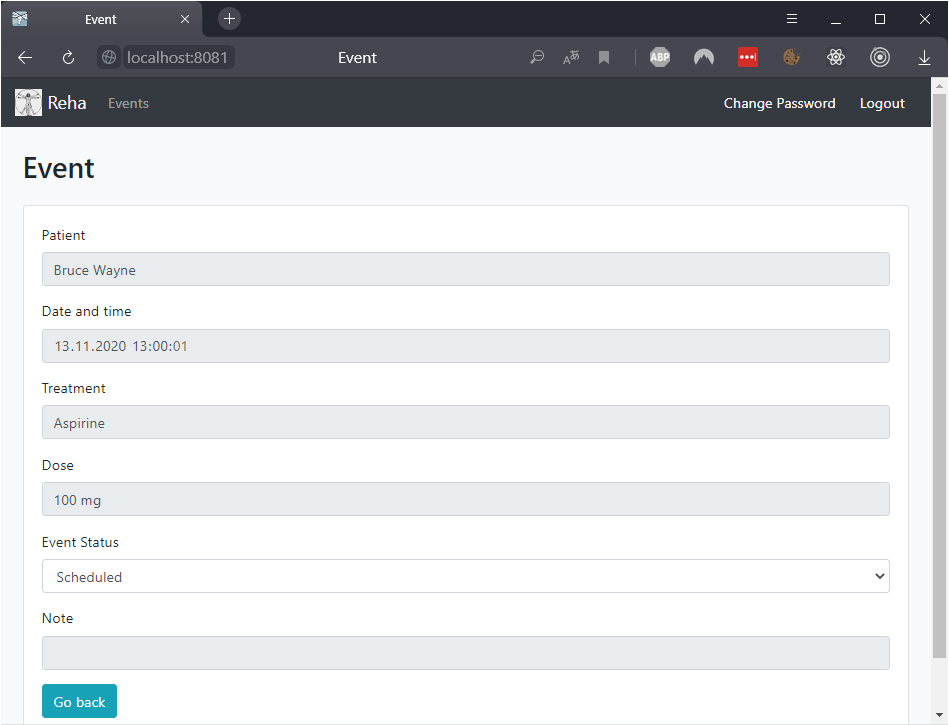 Event
localhost:8081
Event
ABP
Reha
Events
Change Password
Logout
Event
Patient
Bruce Wayne
Date and time
13.11.2020 13:00:01
Treatment
Aspirine
Dose
100 mg
Event Status
Scheduled
Note
Go back